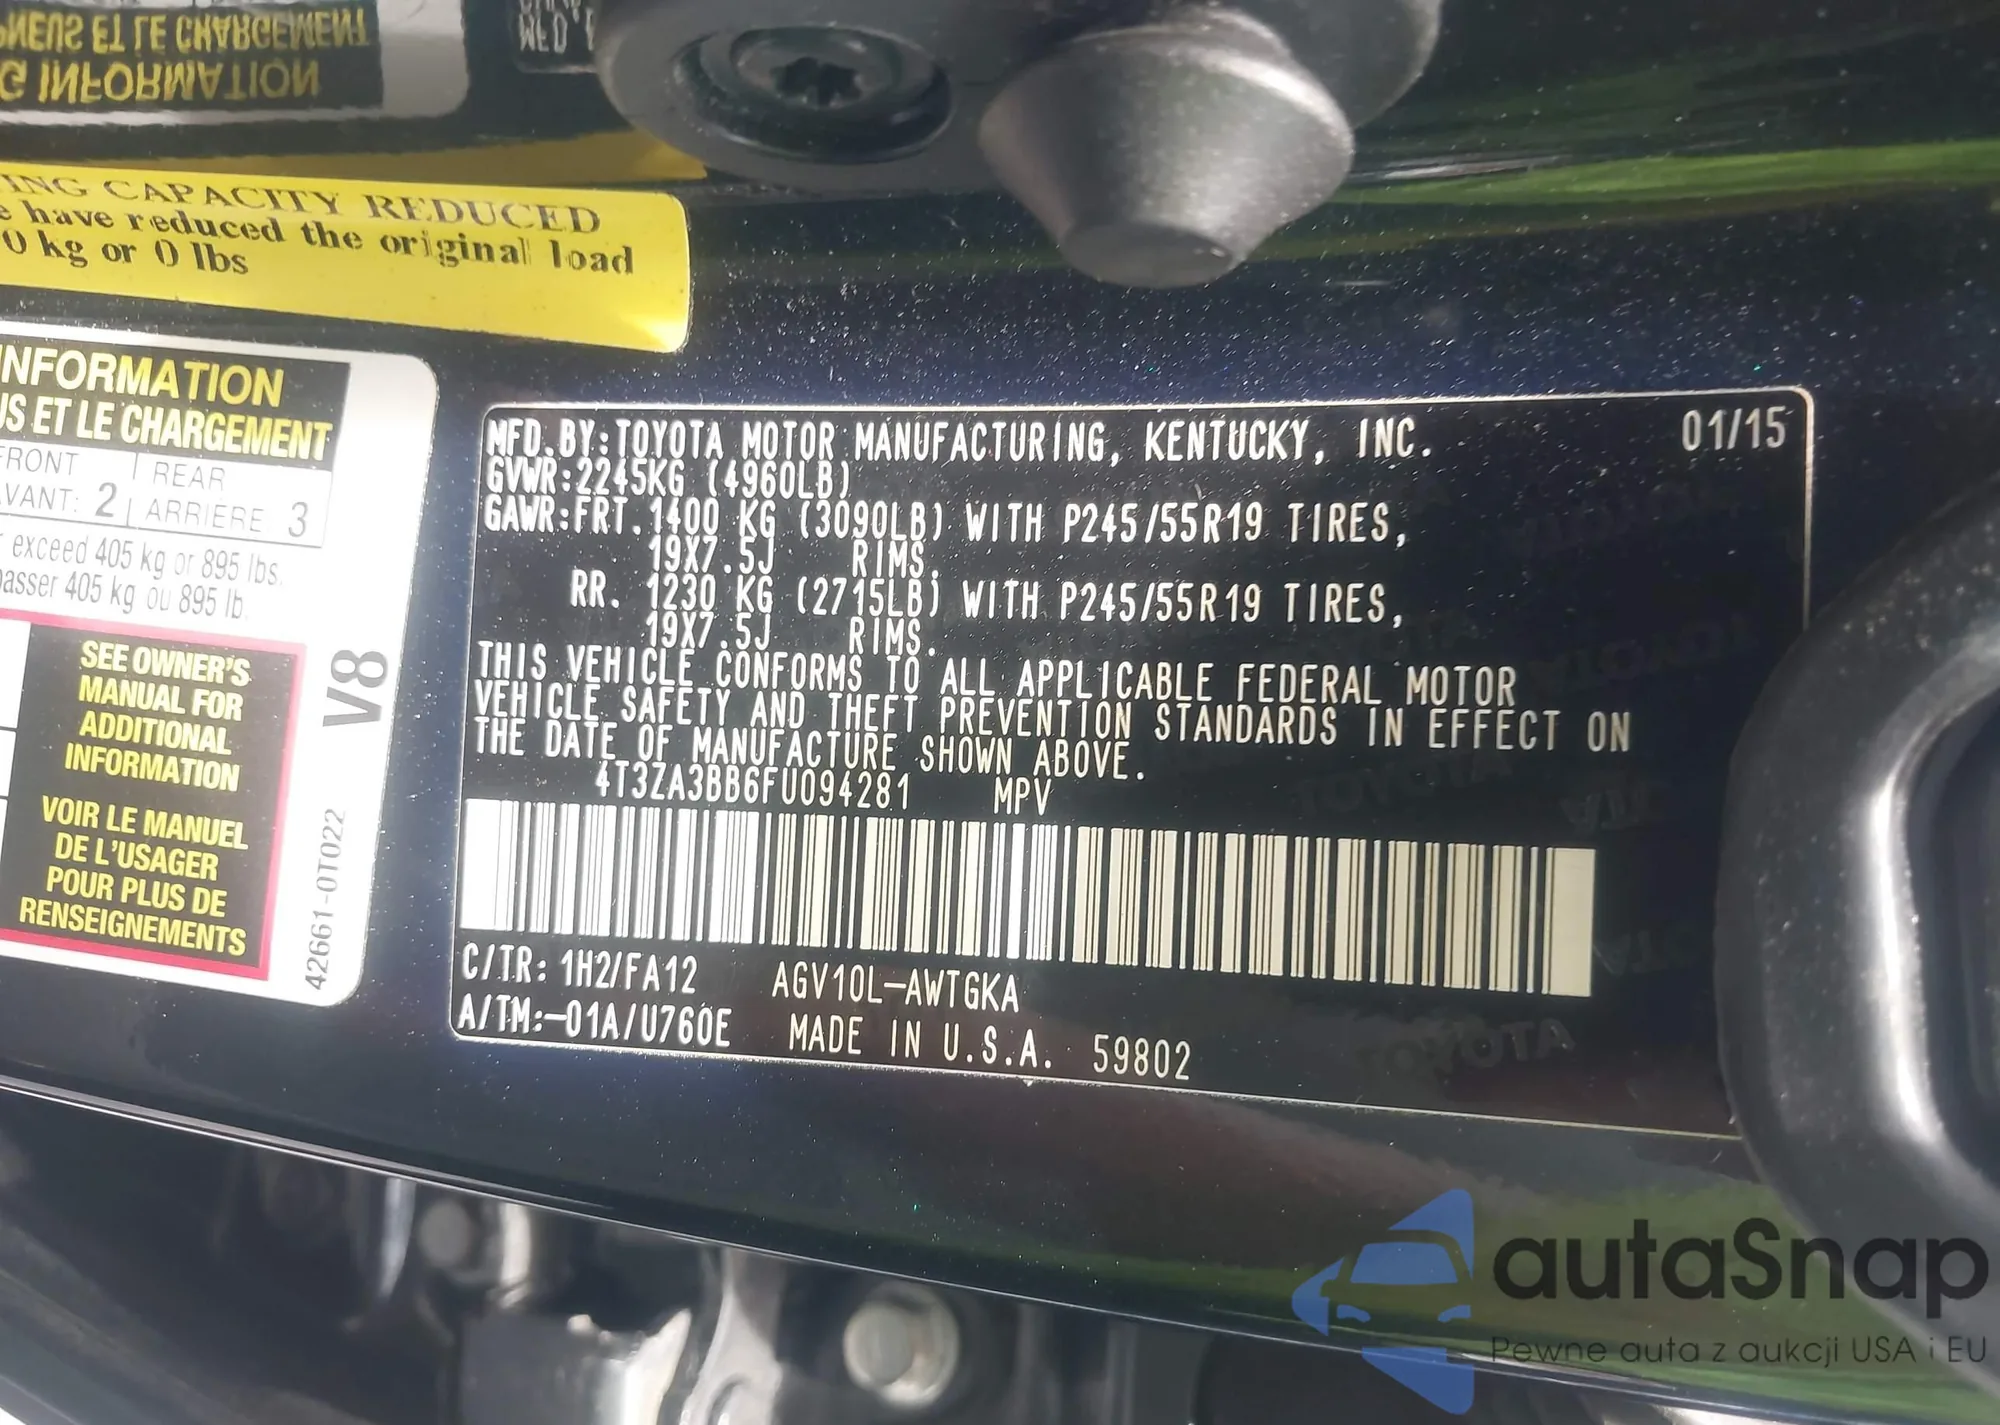 PNEUS ET LE CHARGEMENT
G INFORMATION
ING CAPACITY REDUCED
e have reduced the original load
0 kg or 0 lbs
INFORMATION
US ET LE CHARGEMENT
FRONT REAR
AVANT: 2 ARRIÈRE 3
r exceed 405 kg or 895 lbs.
passer 405 kg ou 895 lb.
SEE OWNER'S
MANUAL FOR
ADDITIONAL
INFORMATION
VOIR LE MANUEL
DE L'USAGER
POUR PLUS DE
RENSEIGNEMENTS
V8
42661-0T022
MFD.BY:TOYOTA MOTOR MANUFACTURING, KENTUCKY, INC. 01/15
GVWR:2245KG (4960LB)
GAWR:FRT.1400 KG (3090LB) WITH P245/55R19 TIRES,
19X7.5J RIMS.
RR. 1230 KG (2715LB) WITH P245/55R19 TIRES,
19X7.5J RIMS.
THIS VEHICLE CONFORMS TO ALL APPLICABLE FEDERAL MOTOR
VEHICLE SAFETY AND THEFT PREVENTION STANDARDS IN EFFECT ON
THE DATE OF MANUFACTURE SHOWN ABOVE.
4T3ZA3BB6FU094281 MPV
C/TR: 1H2/FA12 AGV10L-AWTGKA
A/TM:-01A/U760E MADE IN U.S.A. 59802
TOYOTA
autaSnap
Pewne auta z aukcji USA i EU